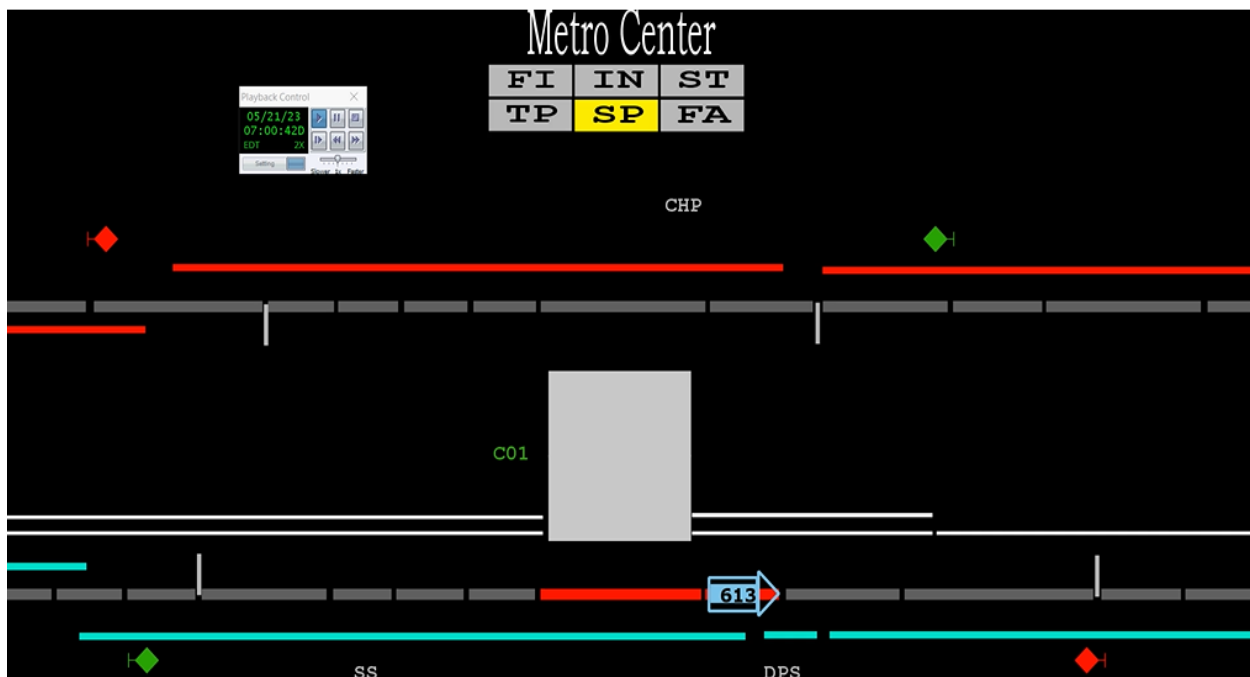 Metro Center
FI IN ST
TP SP FA
Playback Control
05/21/23
07:00:42D
EDT 2X
Setting
Slower 1x Faster
CHP
C01
613
SS
DPS